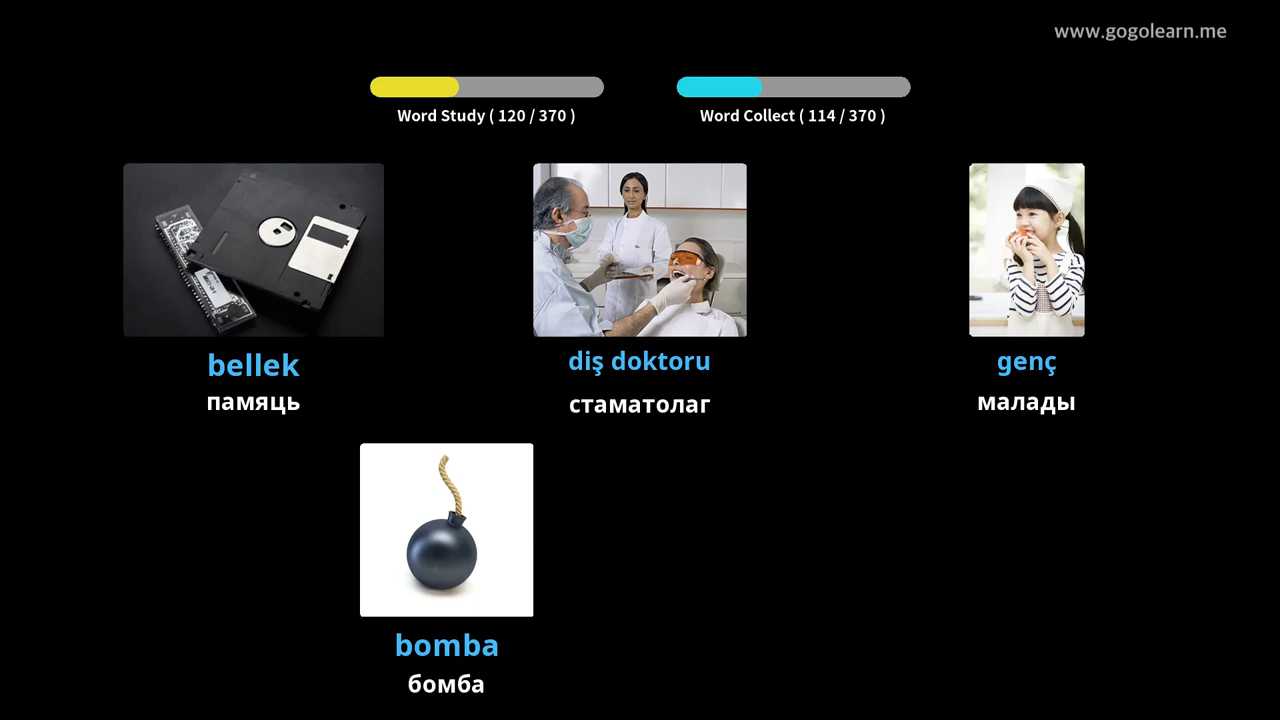 www.gogolearn.me
Word Study ( 120 / 370 )
Word Collect ( 114 / 370 )
bellek
памяць
diş doktoru
стаматолаг
genç
малады
bomba
бомба